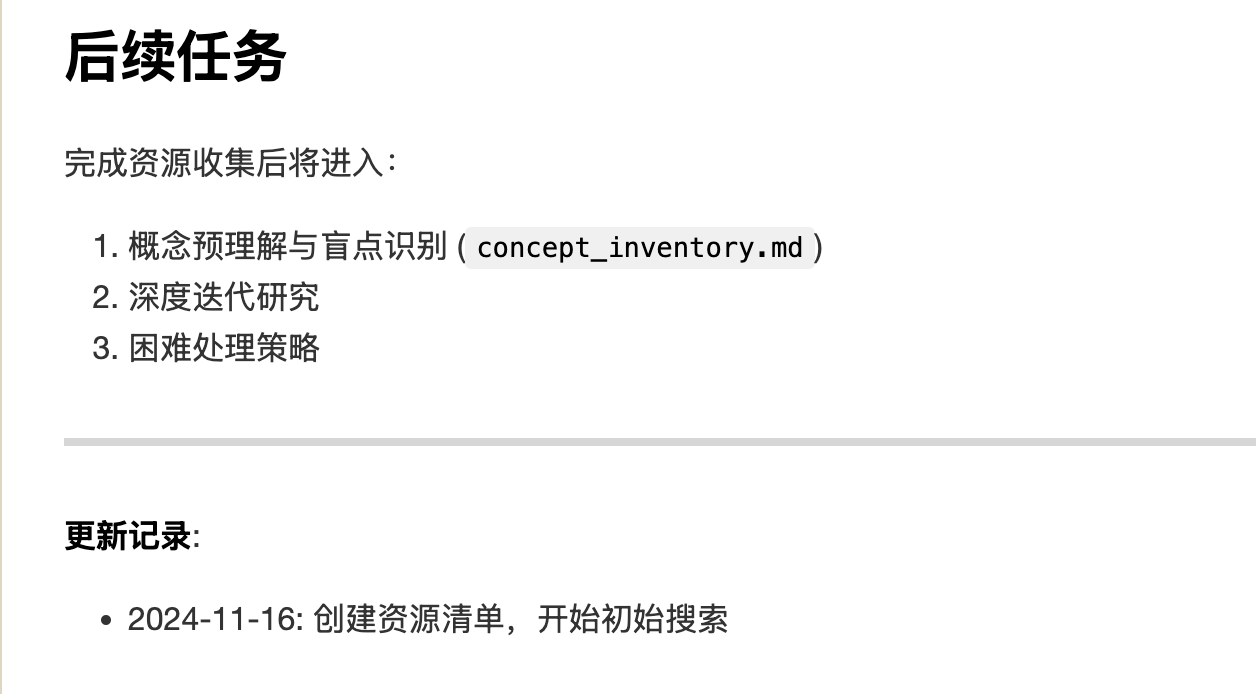 后续任务
完成资源收集后将进入：
1. 概念预理解与盲点识别 (concept_inventory.md)
2. 深度迭代研究
3. 困难处理策略
更新记录:
• 2024-11-16: 创建资源清单，开始初始搜索